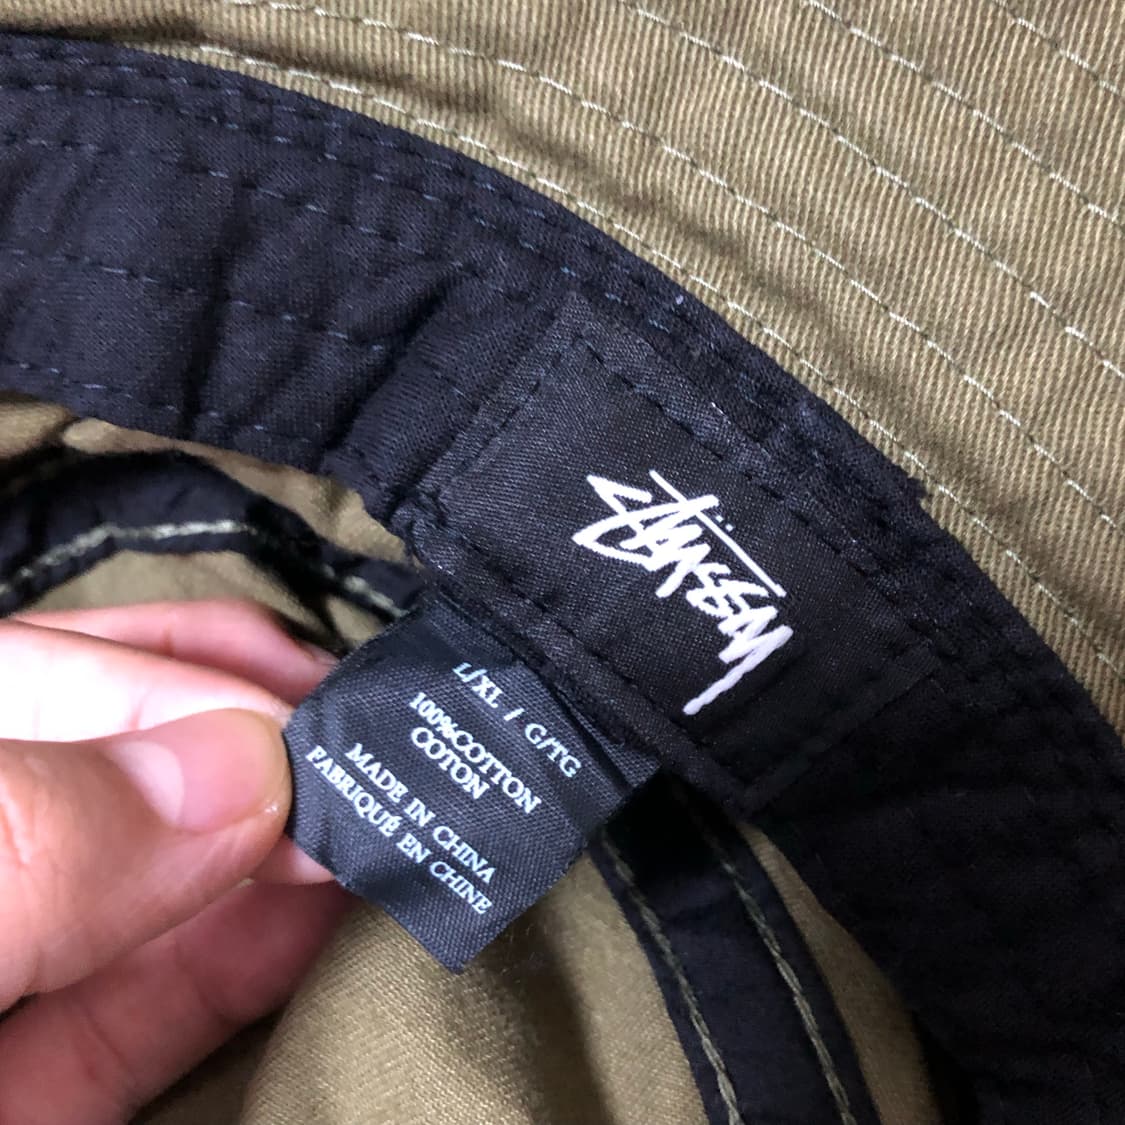 Stüssy
L/XL / G/TG
100%COTTON
COTON
MADE IN CHINA
FABRIQUÉ EN CHINE